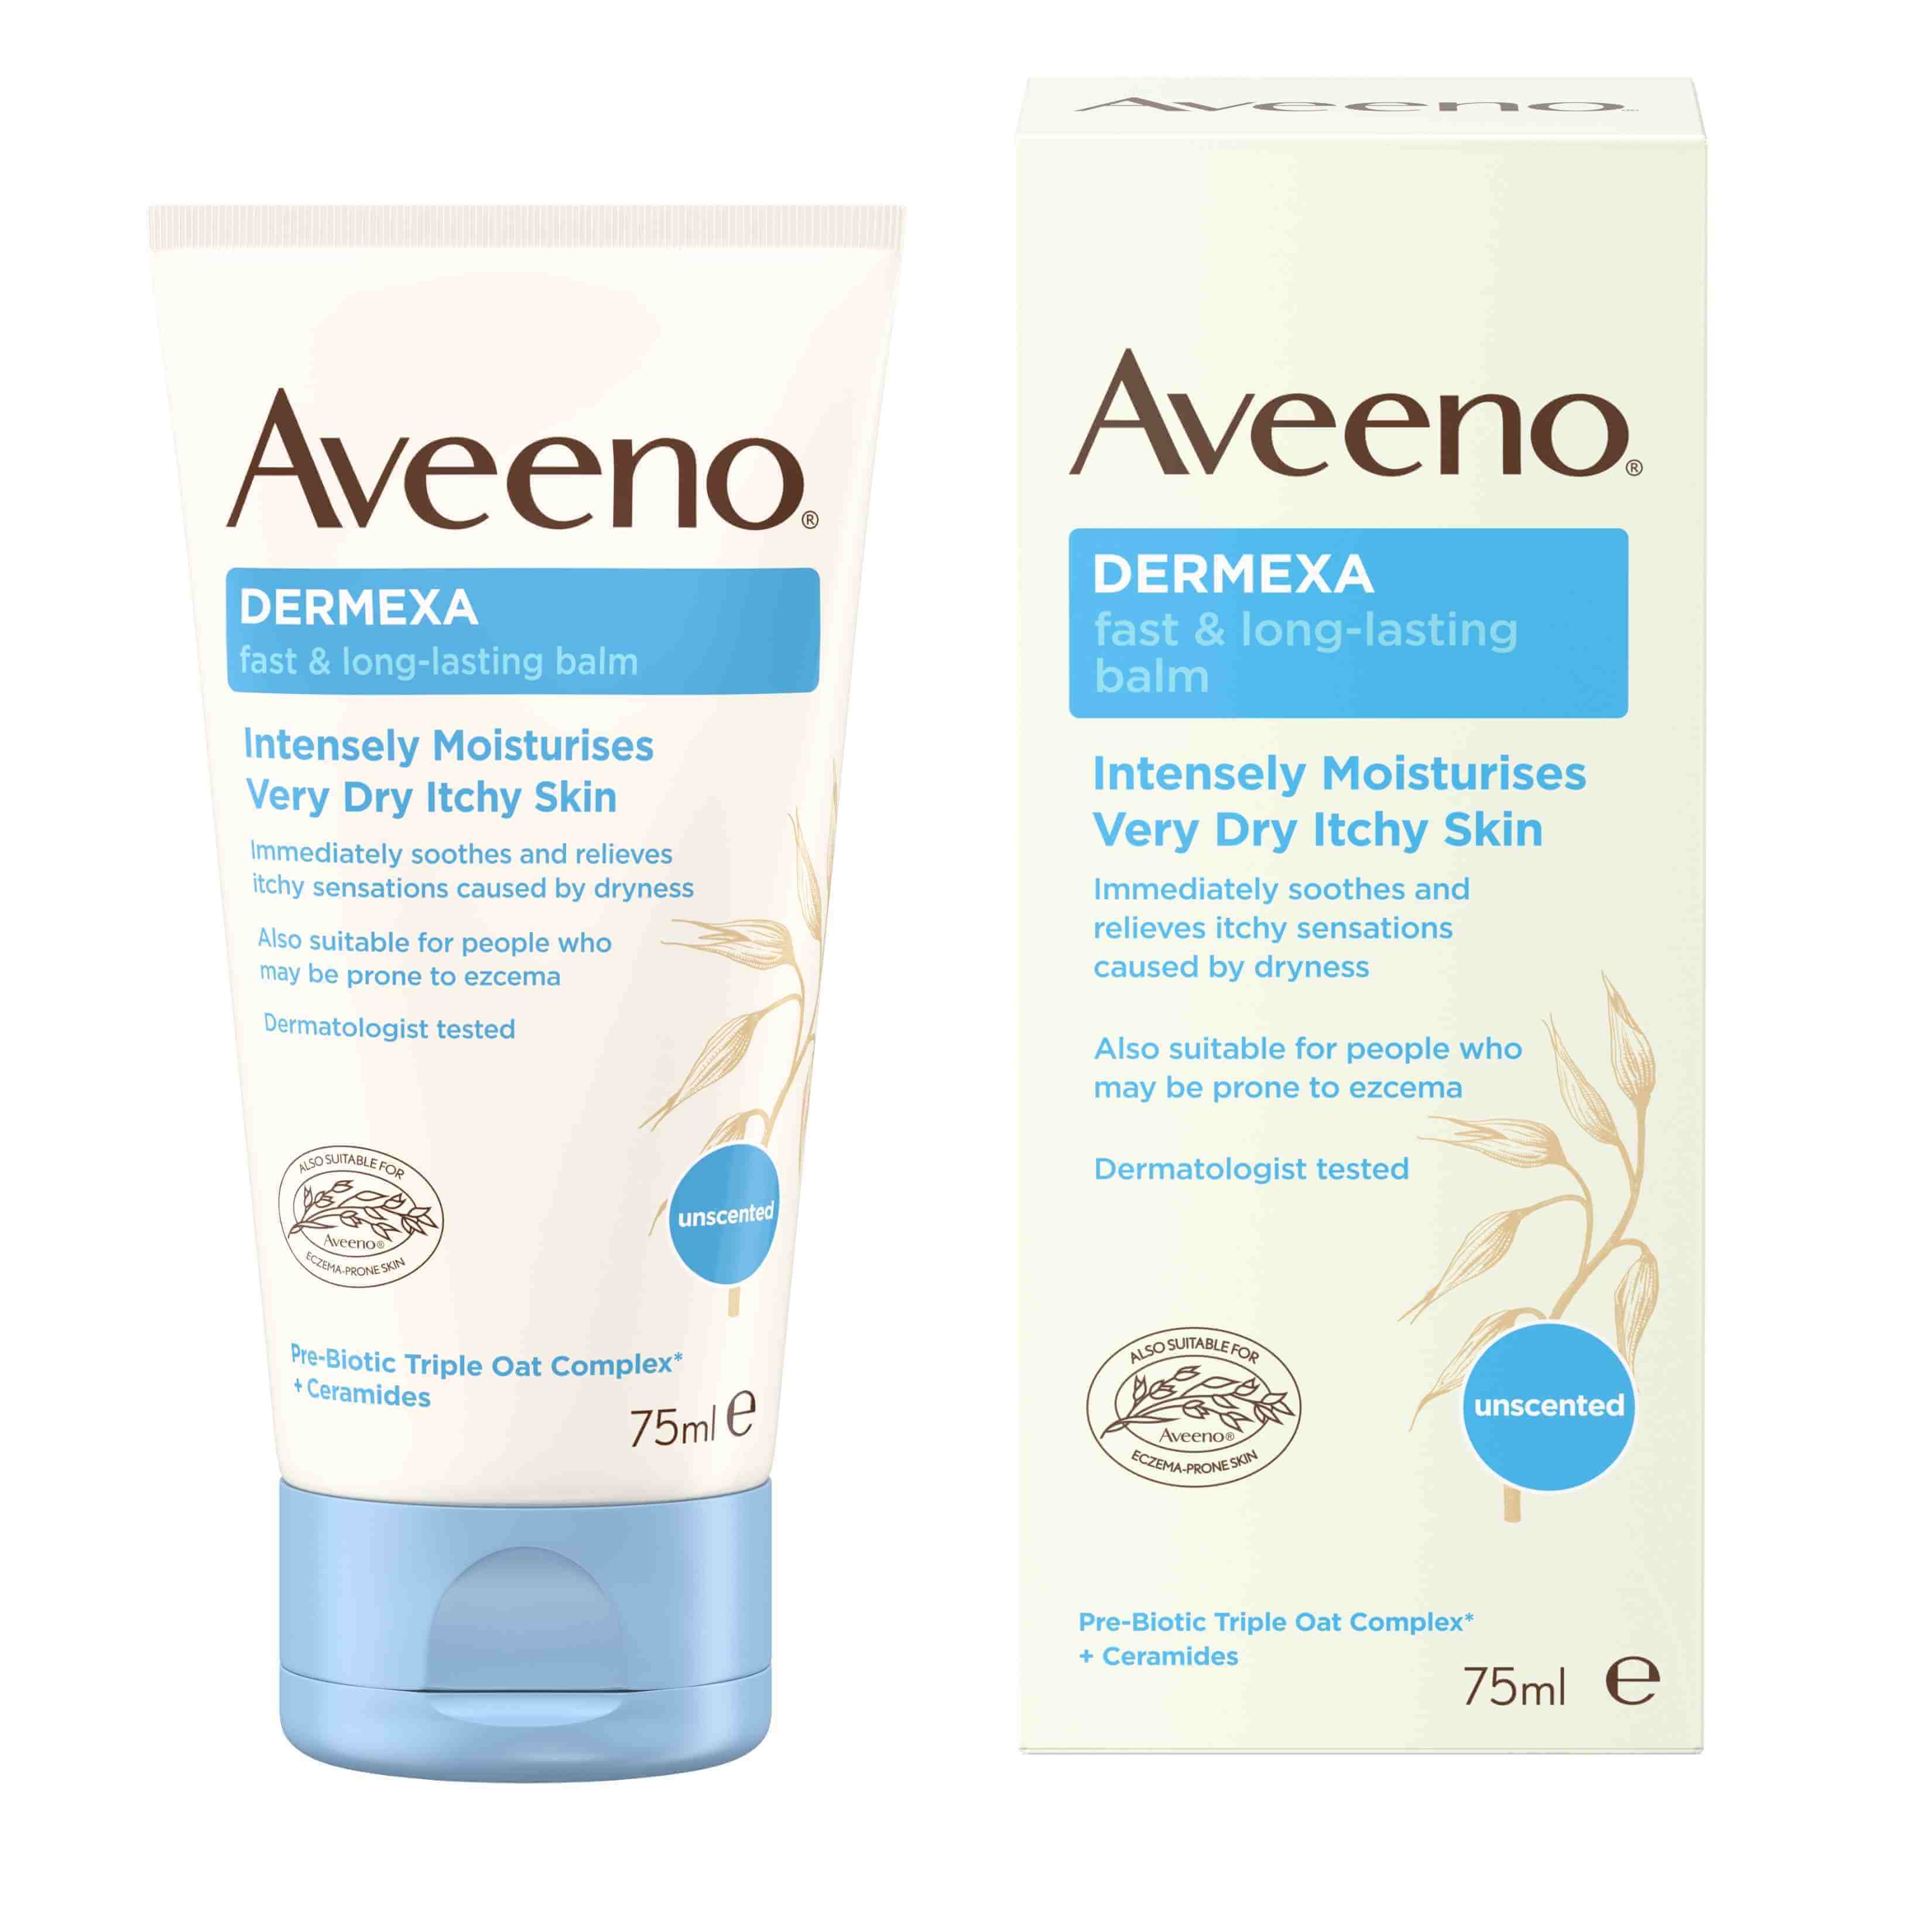 Aveeno®
DERMEXA
fast & long-lasting balm
Intensely Moisturises
Very Dry Itchy Skin
Immediately soothes and relieves
itchy sensations caused by dryness
Also suitable for people who
may be prone to ezcema
Dermatologist tested
ALSO SUITABLE FOR
Aveeno®
ECZEMA-PRONE SKIN
unscented
Pre-Biotic Triple Oat Complex*
+ Ceramides
75ml e
Aveeno
Aveeno®
DERMEXA
fast & long-lasting
balm
Intensely Moisturises
Very Dry Itchy Skin
Immediately soothes and
relieves itchy sensations
caused by dryness
Also suitable for people who
may be prone to ezcema
Dermatologist tested
ALSO SUITABLE FOR
Aveeno®
ECZEMA-PRONE SKIN
unscented
Pre-Biotic Triple Oat Complex*
+ Ceramides
75ml e